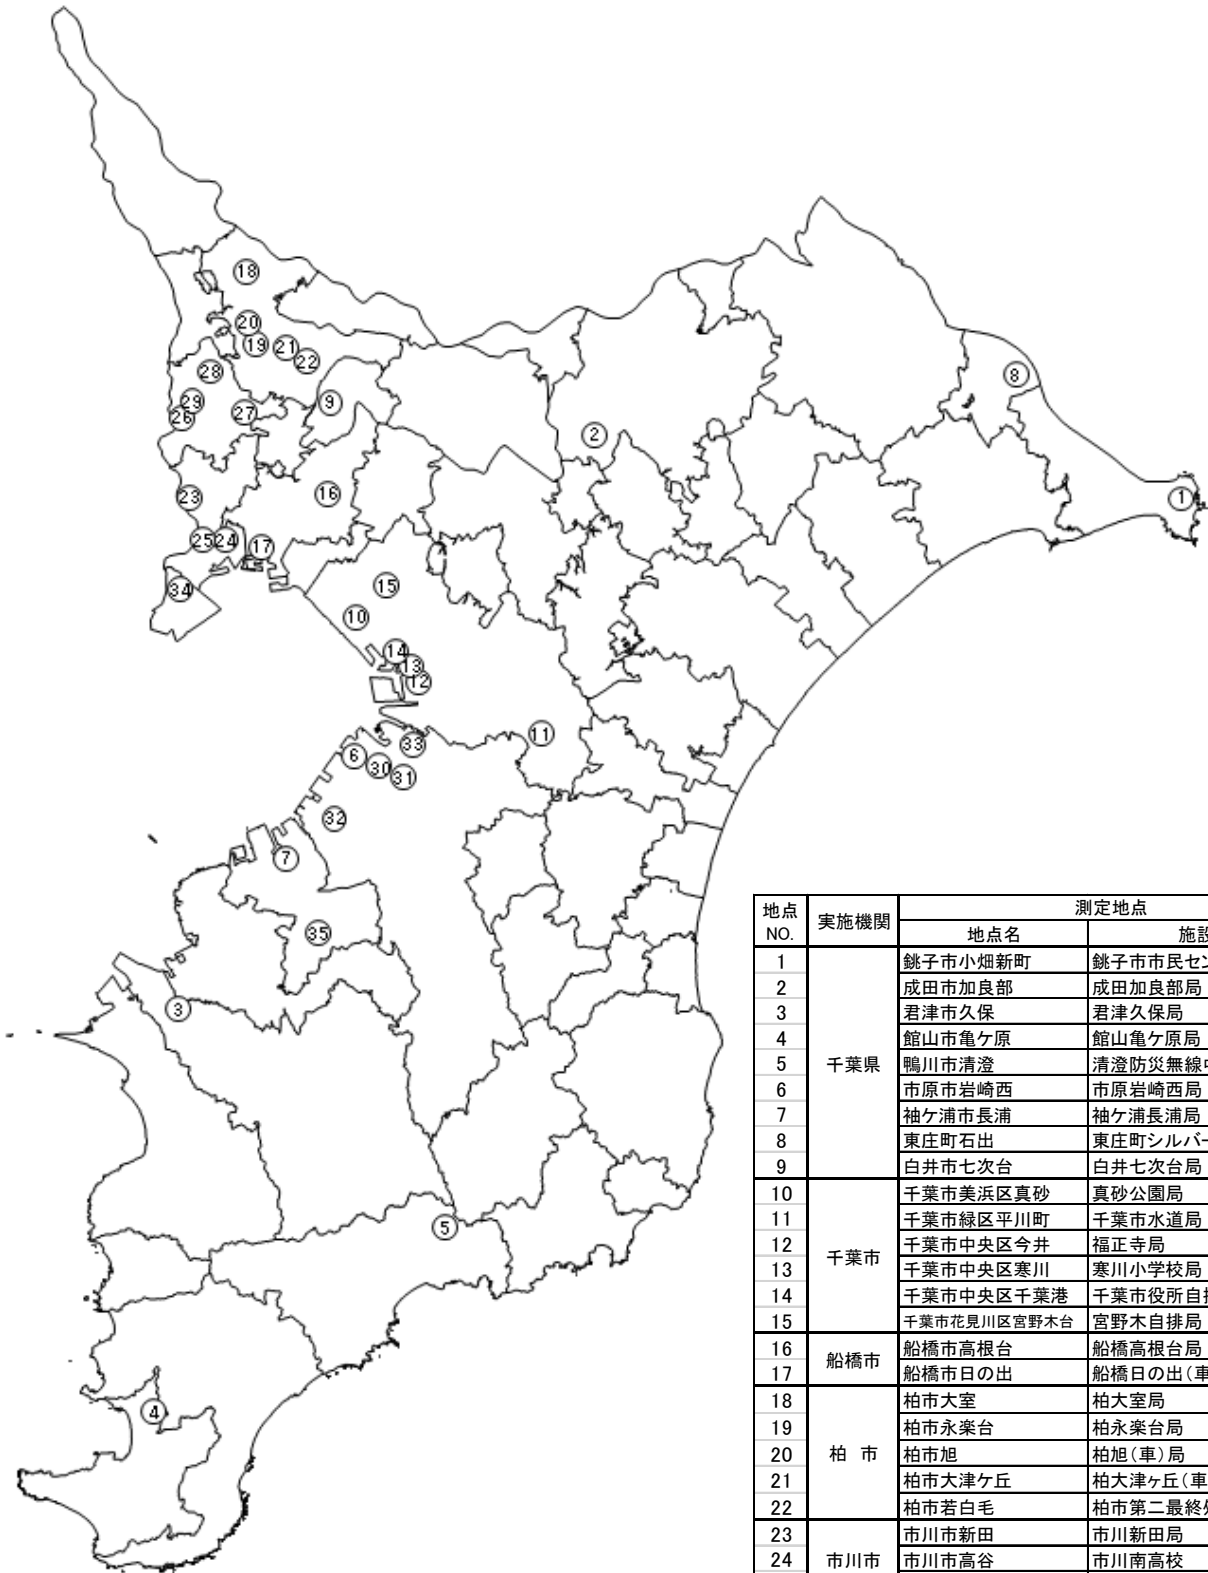 18
20
19
21
22
28
9
8
29
26
27
2
23
16
1
25
24
17
34
15
10
14
13
12
11
33
6
30
31
32
7
35
3
5
4
地点 NO. 実施機関 測定地点
地点名 施設
1 千葉県 銚子市小畑新町 銚子市市民セン
2 成田市加良部 成田加良部局
3 君津市久保 君津久保局
4 館山市亀ケ原 館山亀ケ原局
5 鴨川市清澄 清澄防災無線
6 市原市岩崎西 市原岩崎西局
7 袖ケ浦市長浦 袖ケ浦長浦局
8 東庄町石出 東庄町シルバー
9 白井市七次台 白井七次台局
10 千葉市 千葉市美浜区真砂 真砂公園局
11 千葉市緑区平川町 千葉市水道局
12 千葉市中央区今井 福正寺局
13 千葉市中央区寒川 寒川小学校局
14 千葉市中央区千葉港 千葉市役所自排
15 千葉市花見川区宮野木台 宮野木自排局
16 船橋市 船橋市高根台 船橋高根台局
17 船橋市日の出 船橋日の出(車
18 柏 市 柏市大室 柏大室局
19 柏市永楽台 柏永楽台局
20 柏市旭 柏旭(車)局
21 柏市大津ケ丘 柏大津ヶ丘(車
22 柏市若白毛 柏市第二最終処
23 市川市 市川市新田 市川新田局
24 市川市高谷 市川南高校